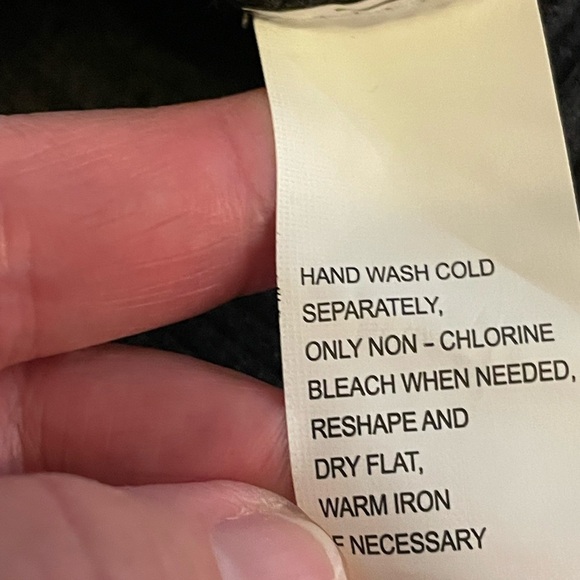 HAND WASH COLD
SEPARATELY,
ONLY NON - CHLORINE
BLEACH WHEN NEEDED,
RESHAPE AND
DRY FLAT,
WARM IRON
NECESSARY